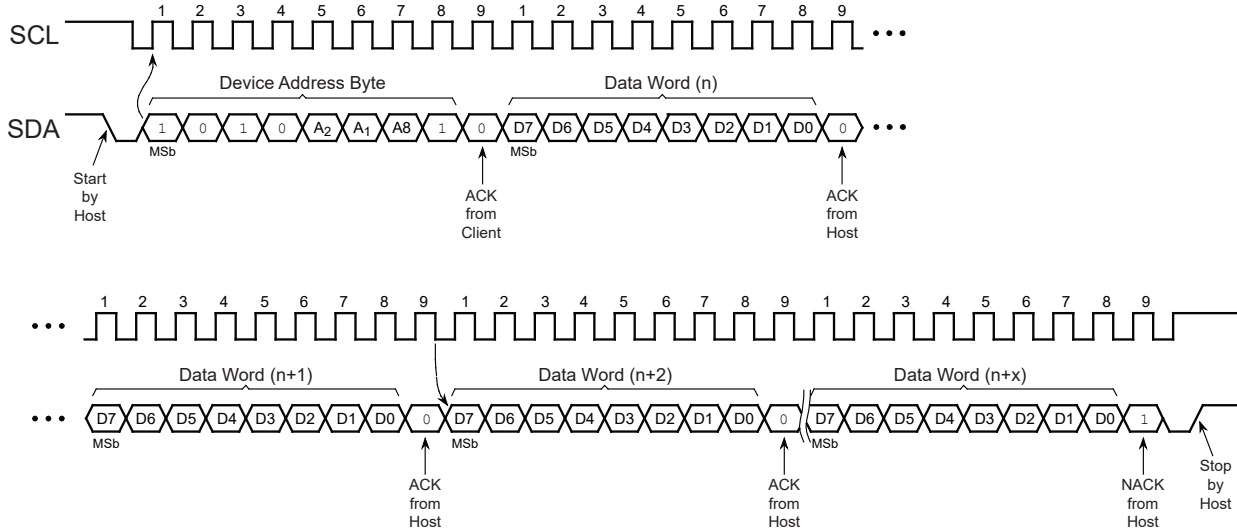 1 2 3 4 5 6 7 8 9 1 2 3 4 5 6 7 8 9
SCL
Device Address Byte Data Word (n)
SDA 1 0 1 0 A2 A1 A8 1 0 D7 D6 D5 D4 D3 D2 D1 D0 0
MSb MSb
Start
by
Host
ACK
from
Client
ACK
from
Host
1 2 3 4 5 6 7 8 9 1 2 3 4 5 6 7 8 9 1 2 3 4 5 6 7 8 9
Data Word (n+1) Data Word (n+2) Data Word (n+x)
D7 D6 D5 D4 D3 D2 D1 D0 0 D7 D6 D5 D4 D3 D2 D1 D0 0 D7 D6 D5 D4 D3 D2 D1 D0 1
MSb MSb MSb
ACK
from
Host
ACK
from
Host
NACK
from
Host
Stop
by
Host